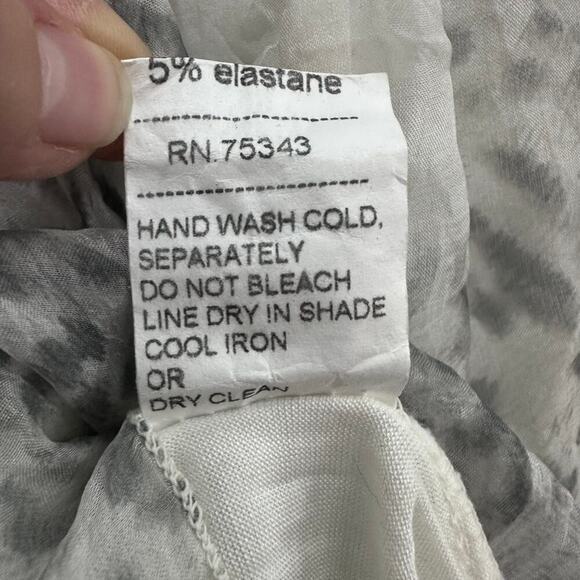 5% elastane
RN.75343
HAND WASH COLD,
SEPARATELY
DO NOT BLEACH
LINE DRY IN SHADE
COOL IRON
OR
DRY CLEAN